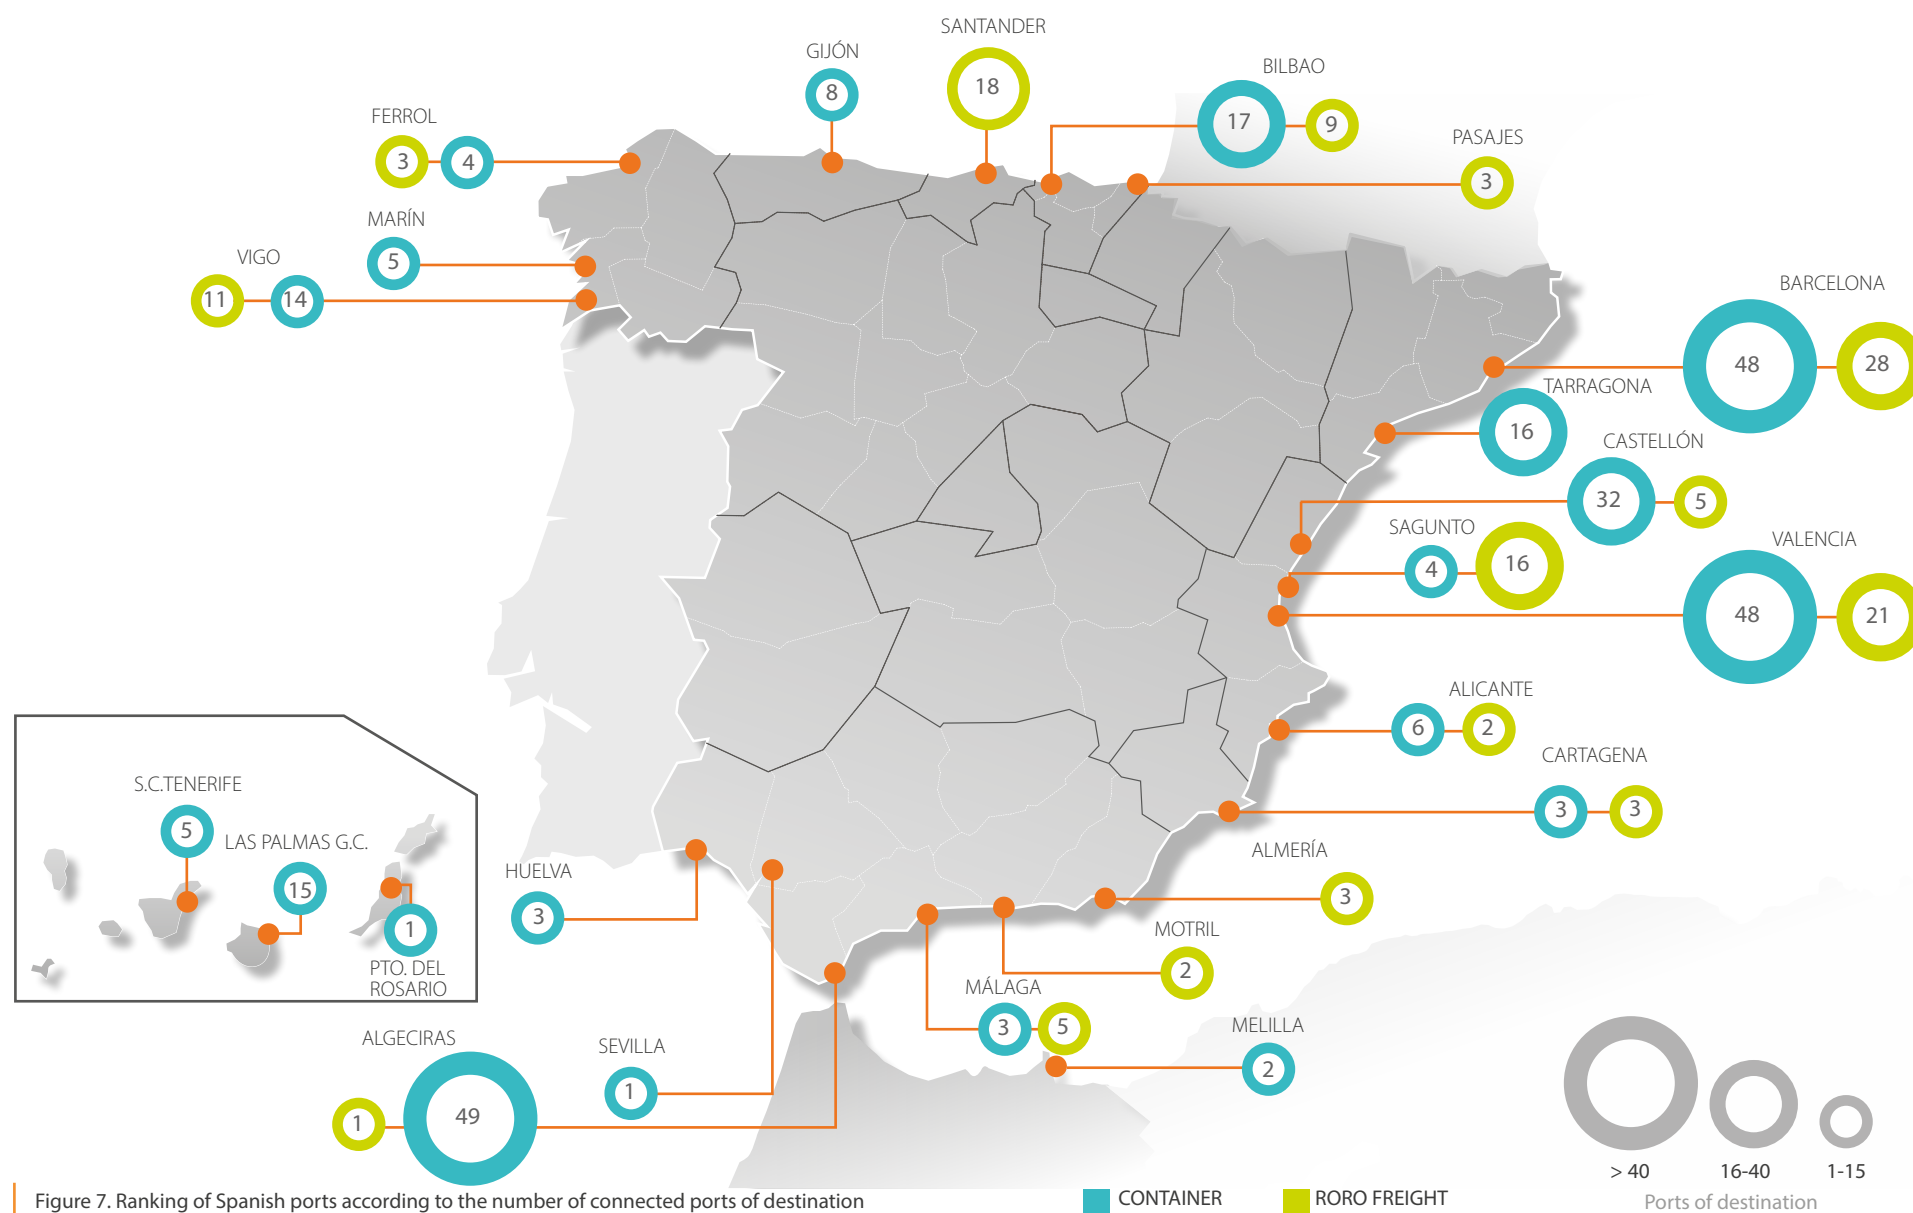 SANTANDER
18
GIJÓN
8
BILBAO
17
9
FERROL
3
4
PASAJES
3
MARÍN
5
VIGO
11
14
BARCELONA
48
28
TARRAGONA
16
CASTELLÓN
32
5
SAGUNTO
4
16
VALENCIA
48
21
ALICANTE
6
2
CARTAGENA
3
3
S.C.TENERIFE
5
LAS PALMAS G.C.
15
1
PTO. DEL
ROSARIO
HUELVA
3
ALMERÍA
3
MOTRIL
2
MÁLAGA
3
5
MELILLA
2
ALGECIRAS
1
49
SEVILLA
1
> 40
16-40
1-15
Ports of destination
Figure 7. Ranking of Spanish ports according to the number of connected ports of destination
CONTAINER
RORO FREIGHT